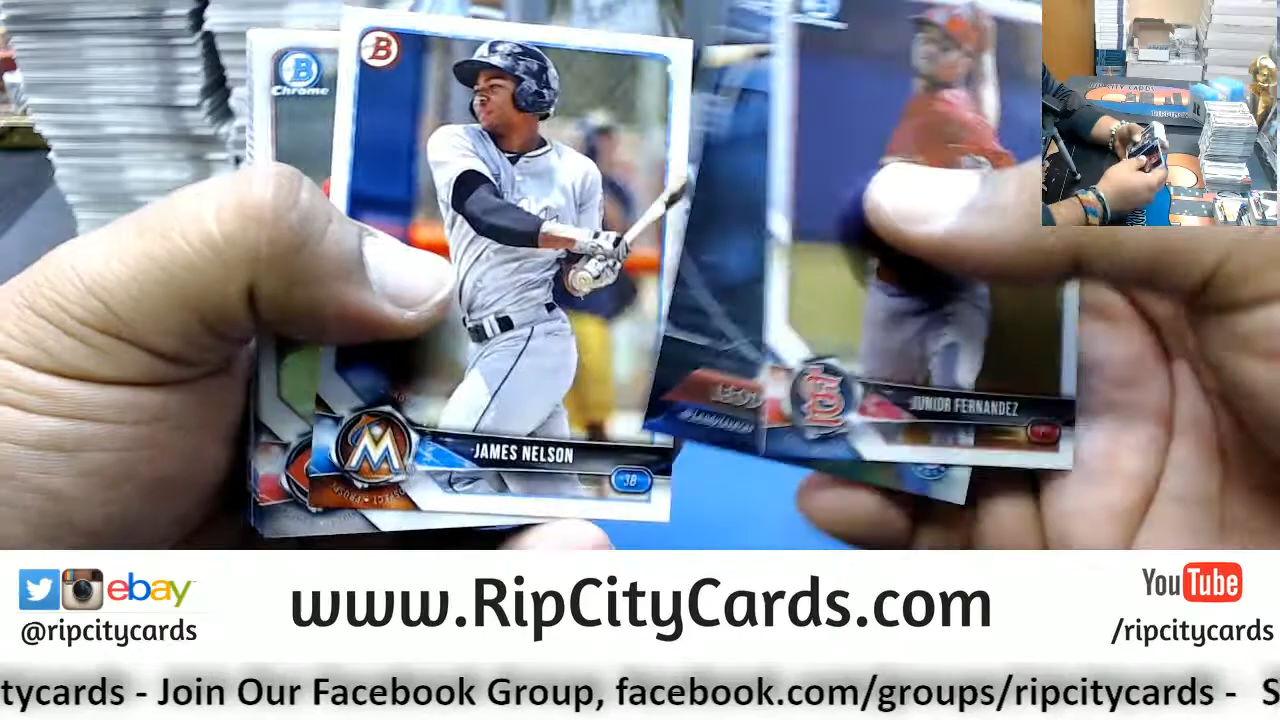 B
Chrome
JAMES NELSON
3B
JUNIOR FERNANDEZ
ebay
@ripcitycards
www.RipCityCards.com
YouTube
/ripcitycards
tycards - Join Our Facebook Group, facebook.com/groups/ripcitycards - S